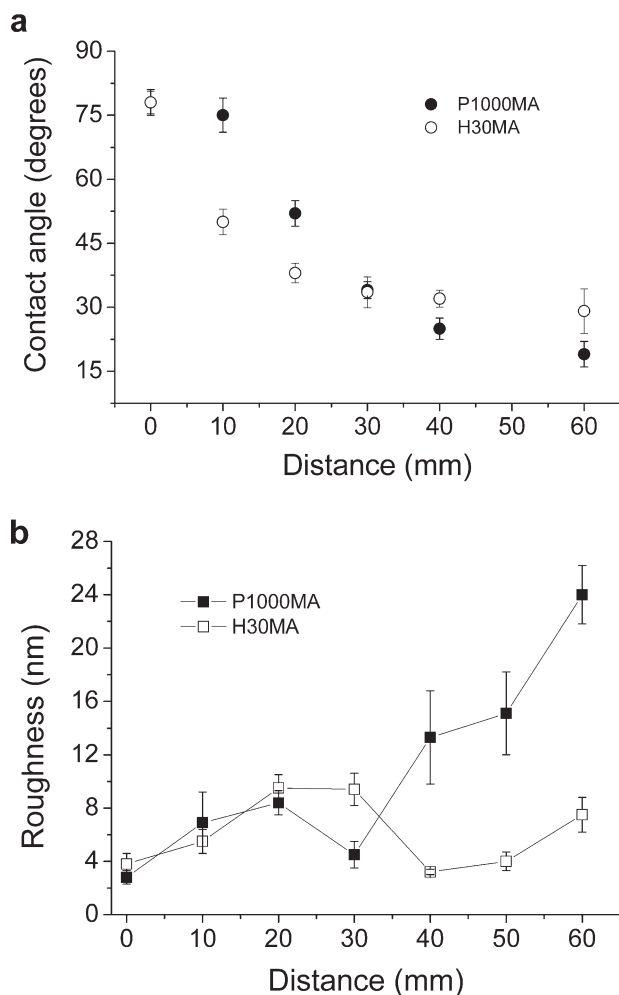 a
90
75
60
45
30
15
Contact angle (degrees)
P1000MA
H30MA
0 10 20 30 40 50 60
Distance (mm)
b
28
24
20
16
12
8
4
0
Roughness (nm)
P1000MA
H30MA
0 10 20 30 40 50 60
Distance (mm)